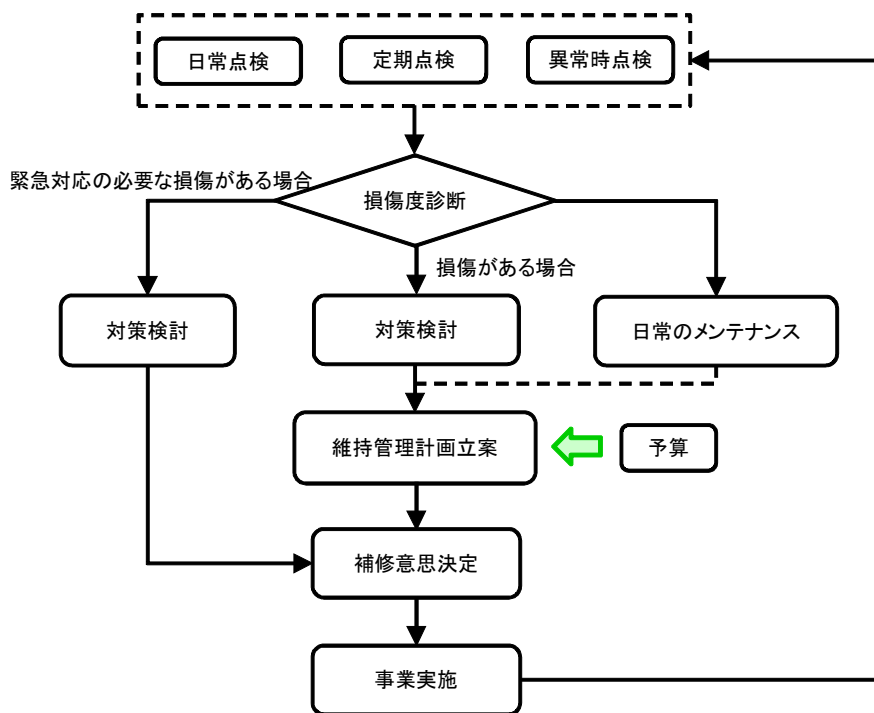 日常点検
定期点検
異常時点検
緊急対応の必要な損傷がある場合
損傷度診断
損傷がある場合
対策検討
対策検討
日常のメンテナンス
維持管理計画立案
予算
補修意思決定
事業実施